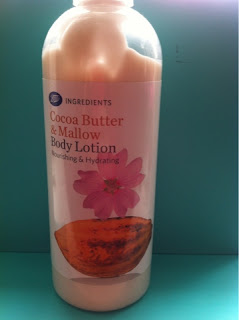 Boots INGREDIENTS
Cocoa Butter
& Mallow
Body Lotion
Nourishing & Hydrating